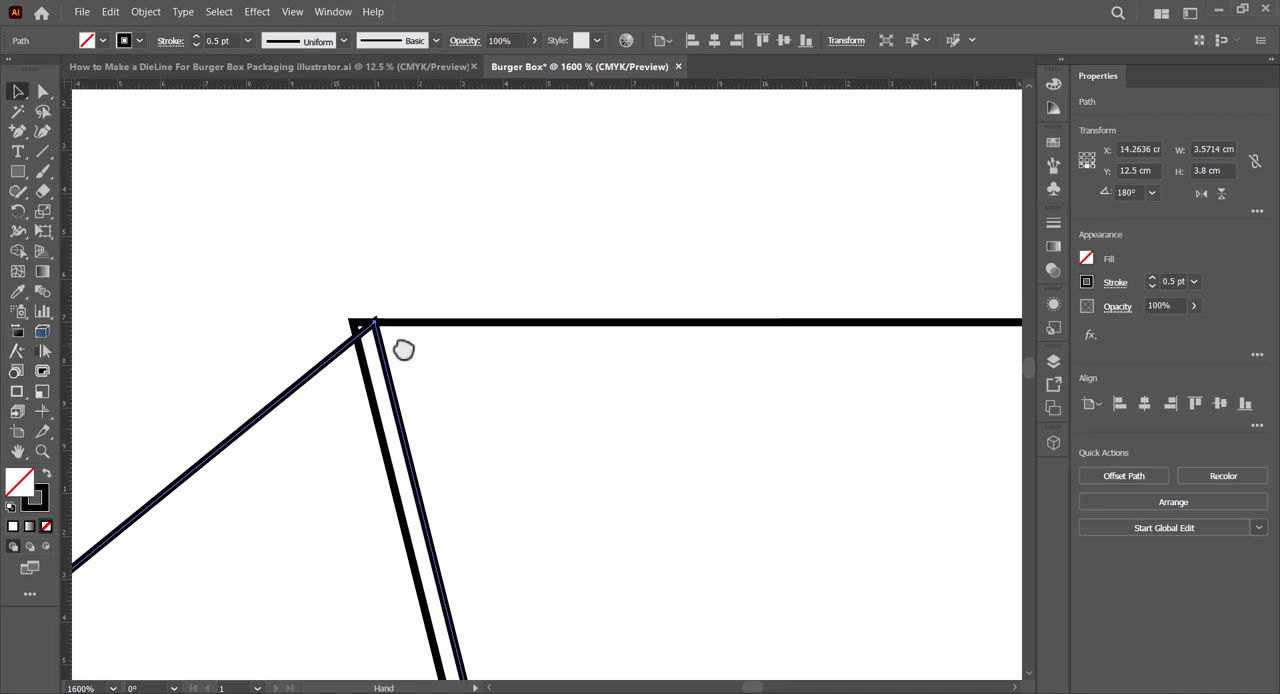 Ai File Edit Object Type Select Effect View Window Help
Path Stroke: 0.5 pt Uniform Basic Opacity: 100% Style: Transform
How to Make a DieLine For Burger Box Packaging illustrator.ai @ 12.5 % (CMYK/Preview) × Burger Box* @ 1600 % (CMYK/Preview) ×
Properties
Path
Transform
X: 14.2636 cr W: 3.5714 cm
Y: 12.5 cm H: 3.8 cm
180°
Appearance
Fill
Stroke 0.5 pt
Opacity 100%
fx.
Align
Quick Actions
Offset Path Recolor
Arrange
Start Global Edit
1600% 0° 1 Hand